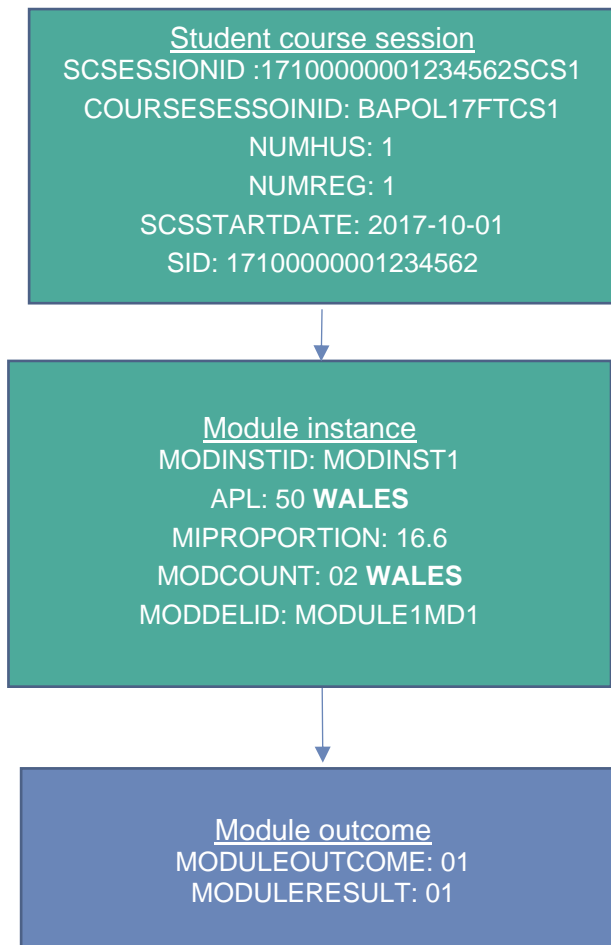 Student course session
SCSESSIONID :17100000001234562SCS1
COURSESESSOINID: BAPOL17FTCS1
NUMHUS: 1
NUMREG: 1
SCSSTARTDATE: 2017-10-01
SID: 17100000001234562
Module instance
MODINSTID: MODINST1
APL: 50 WALES
MIPROPORTION: 16.6
MODCOUNT: 02 WALES
MODDELID: MODULE1MD1
Module outcome
MODULEOUTCOME: 01
MODULERESULT: 01